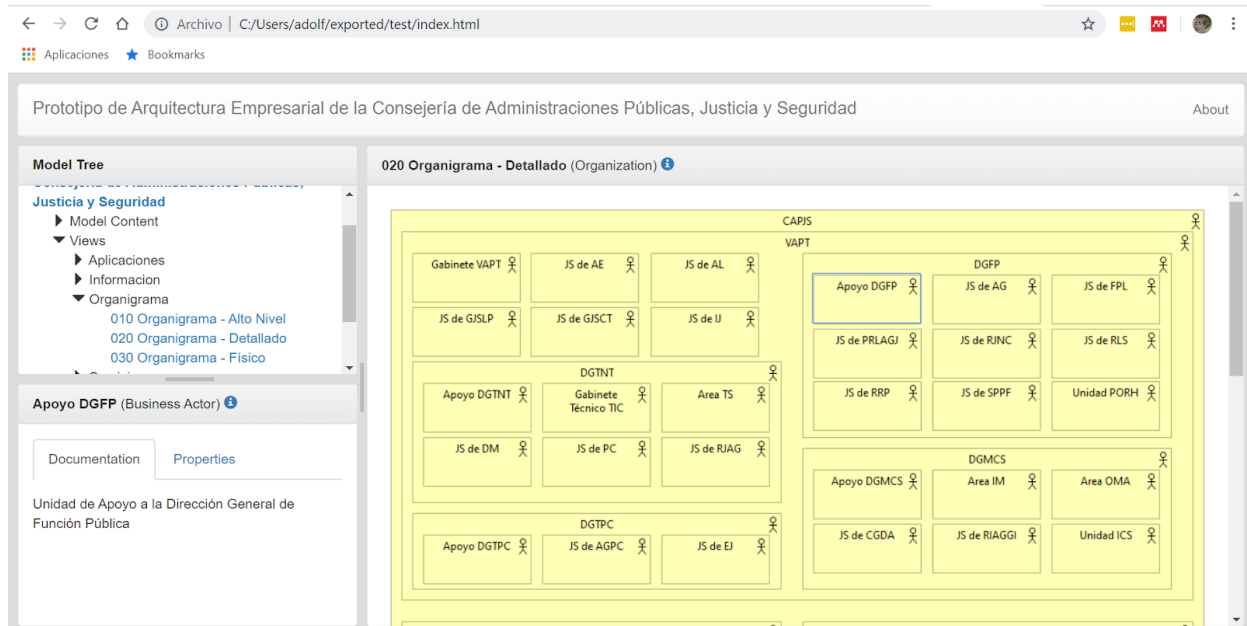 Archivo | C:/Users/adolf/exported/test/index.html
Aplicaciones Bookmarks
Prototipo de Arquitectura Empresarial de la Consejería de Administraciones Públicas, Justicia y Seguridad
About
Model Tree
Consejería de Administraciones Públicas,
Justicia y Seguridad
Model Content
Views
Aplicaciones
Informacion
Organigrama
010 Organigrama - Alto Nivel
020 Organigrama - Detallado
030 Organigrama - Físico
Apoyo DGFP (Business Actor)
Documentation Properties
Unidad de Apoyo a la Dirección General de
Función Pública
020 Organigrama - Detallado (Organization)
CAPJS
VAPT
Gabinete VAPT JS de AE JS de AL
JS de GJSLP JS de GJSCT JS de IJ
DGTNT
Apoyo DGTNT Gabinete Técnico TIC Area TS
JS de DM JS de PC JS de RJAG
DGTPC
Apoyo DGTPC JS de AGPC JS de EJ
DGFP
Apoyo DGFP JS de AG JS de FPL
JS de PRLAGJ JS de RJNC JS de RLS
JS de RRP JS de SPPF Unidad PORH
DGMCS
Apoyo DGMCS Area IM Area OMA
JS de CGDA JS de RIAGGI Unidad ICS